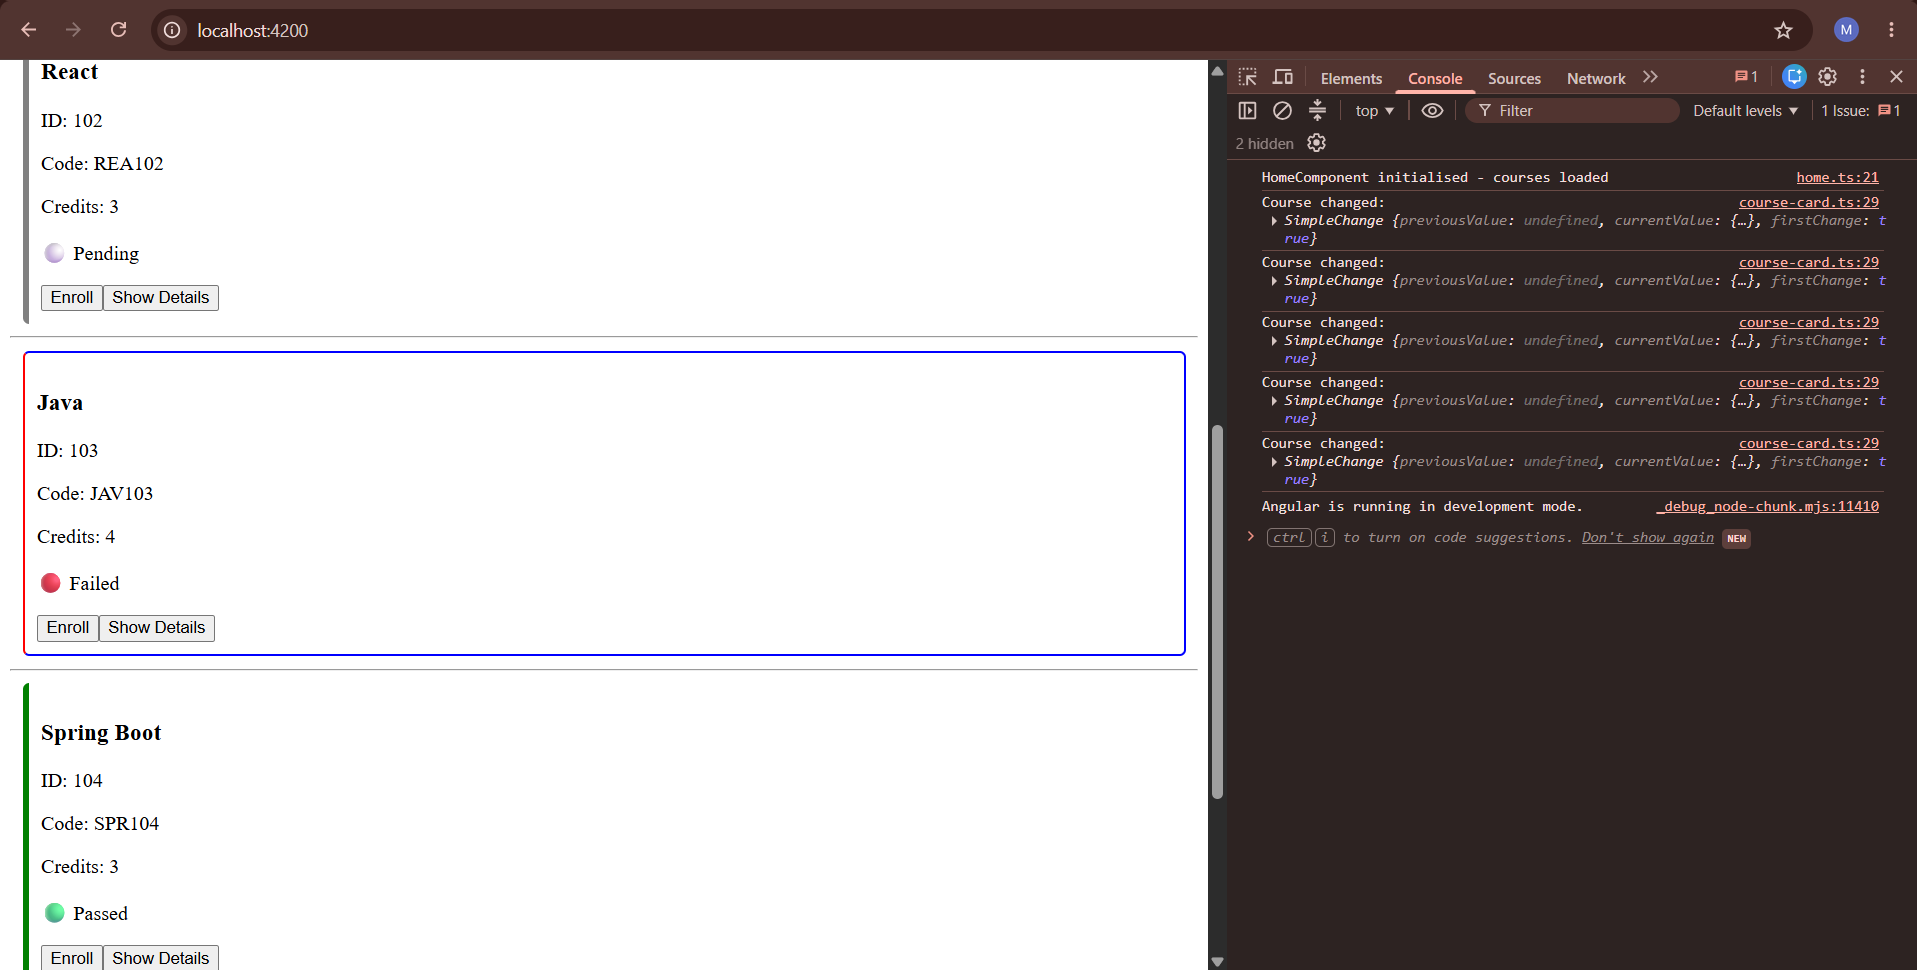 localhost:4200
M
React
ID: 102
Code: REA102
Credits: 3
Pending
Enroll
Show Details
Java
ID: 103
Code: JAV103
Credits: 4
Failed
Enroll
Show Details
Spring Boot
ID: 104
Code: SPR104
Credits: 3
Passed
Enroll
Show Details
Elements
Console
Sources
Network
1
top
Filter
Default levels
1 Issue:
1
2 hidden
HomeComponent initialised - courses loaded home.ts:21
Course changed: course-card.ts:29
SimpleChange {previousValue: undefined, currentValue: {…}, firstChange: t
rue}
Course changed: course-card.ts:29
SimpleChange {previousValue: undefined, currentValue: {…}, firstChange: t
rue}
Course changed: course-card.ts:29
SimpleChange {previousValue: undefined, currentValue: {…}, firstChange: t
rue}
Course changed: course-card.ts:29
SimpleChange {previousValue: undefined, currentValue: {…}, firstChange: t
rue}
Course changed: course-card.ts:29
SimpleChange {previousValue: undefined, currentValue: {…}, firstChange: t
rue}
Angular is running in development mode. _debug_node-chunk.mjs:11410
ctrl i to turn on code suggestions. Don't show again NEW